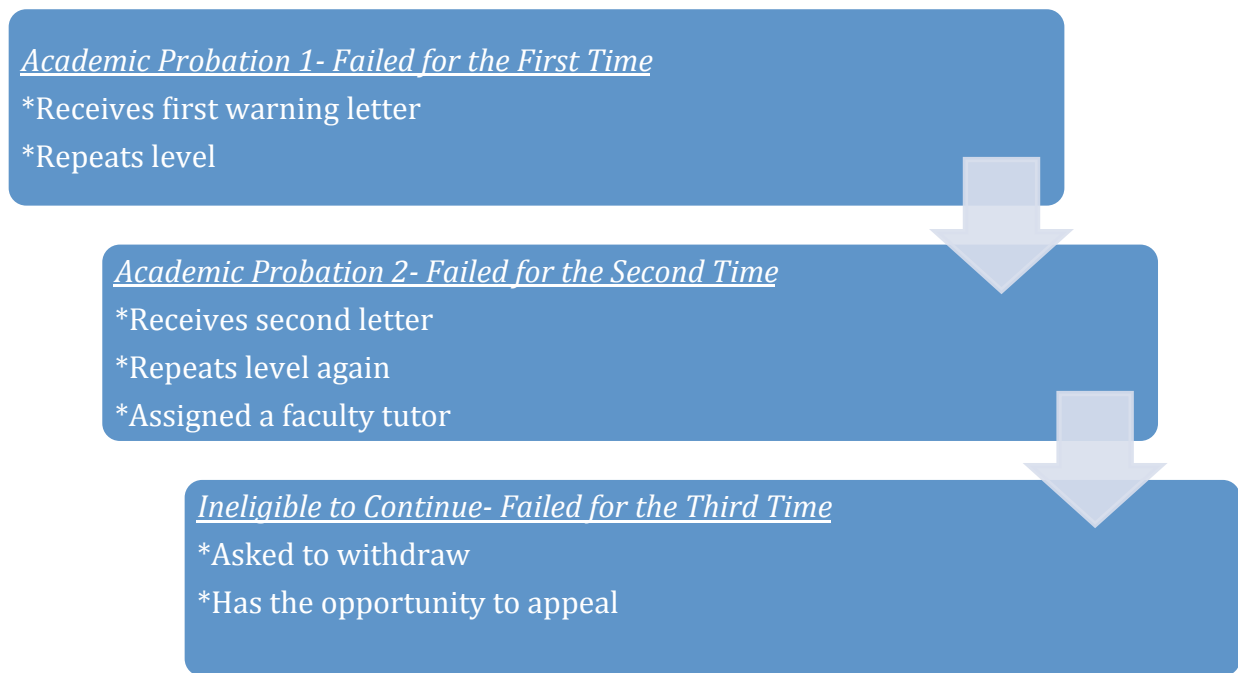 Academic Probation 1- Failed for the First Time
*Receives first warning letter
*Repeats level
Academic Probation 2- Failed for the Second Time
*Receives second letter
*Repeats level again
*Assigned a faculty tutor
Ineligible to Continue- Failed for the Third Time
*Asked to withdraw
*Has the opportunity to appeal